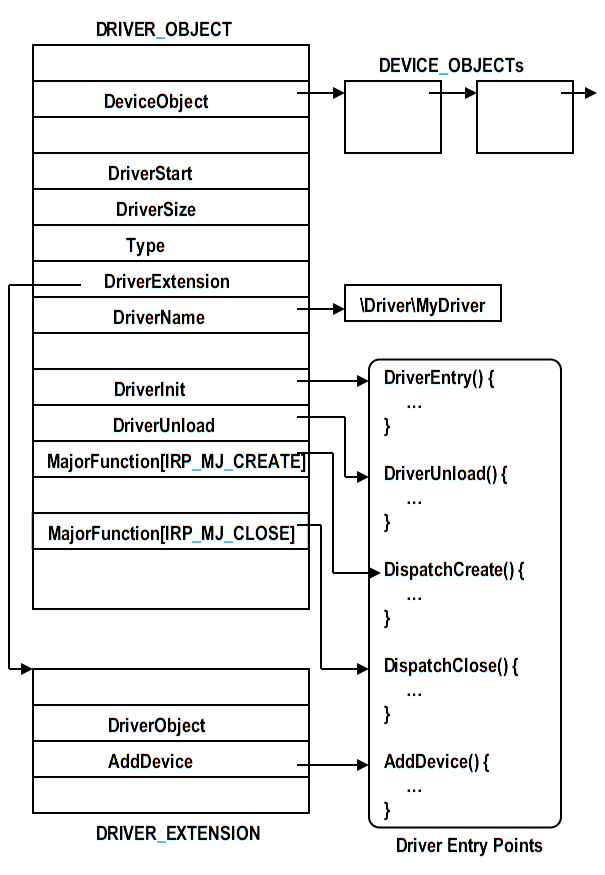 DRIVER_OBJECT
DEVICE_OBJECTs
DeviceObject
DriverStart
DriverSize
Type
DriverExtension
DriverName
\Driver\MyDriver
DriverInit
DriverUnload
MajorFunction[IRP_MJ_CREATE]
MajorFunction[IRP_MJ_CLOSE]
DriverEntry() {
...
}
DriverUnload() {
...
}
DispatchCreate() {
...
}
DispatchClose() {
...
}
AddDevice() {
...
}
Driver Entry Points
DriverObject
AddDevice
DRIVER_EXTENSION